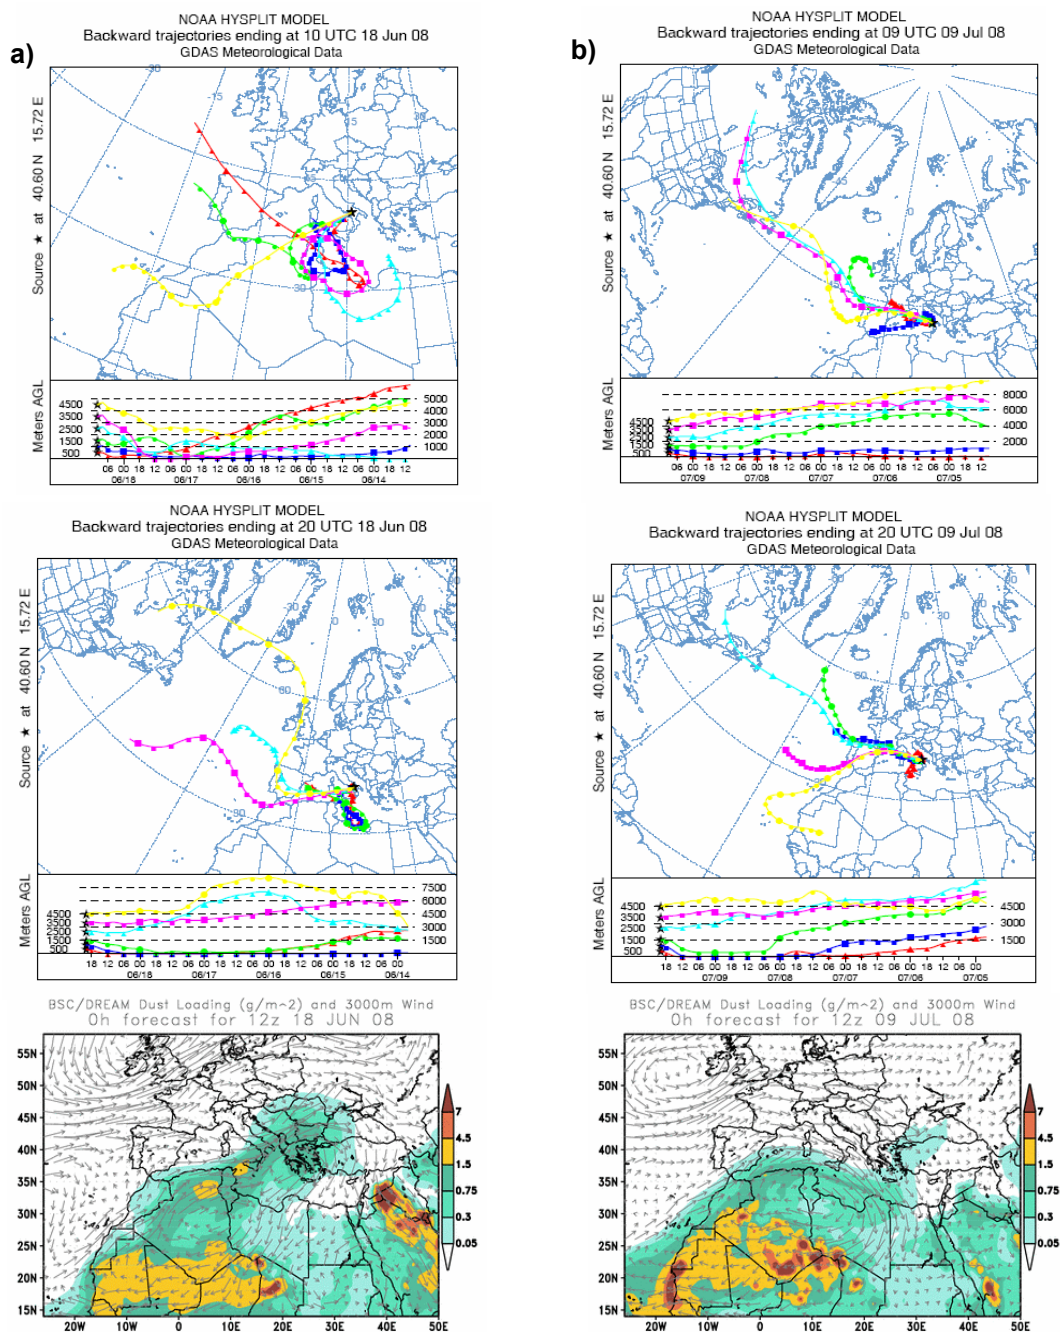 a)
NOAA HYSPLIT MODEL
Backward trajectories ending at 10 UTC 18 Jun 08
GDAS Meteorological Data
Source ★ at 40.60 N 15.72 E
-30
-15
15
30
Meters AGL
4500
3500
2500
1500
500
5000
4000
3000
2000
1000
06 00 18 12 06 00 18 12 06 00 18 12 06 00 18 12
06/18 06/17 06/16 06/15 06/14
b)
NOAA HYSPLIT MODEL
Backward trajectories ending at 09 UTC 09 Jul 08
GDAS Meteorological Data
Source ★ at 40.60 N 15.72 E
Meters AGL
4500
3500
2500
1500
500
8000
6000
4000
2000
06 00 18 12 06 00 18 12 06 00 18 12 06 00 18 12 06 00 18 12
07/09 07/08 07/07 07/06 07/05
NOAA HYSPLIT MODEL
Backward trajectories ending at 20 UTC 18 Jun 08
GDAS Meteorological Data
Source ★ at 40.60 N 15.72 E
Meters AGL
4500
3500
2500
1500
500
7500
6000
4500
3000
1500
18 12 06 00 18 12 06 00 18 12 06 00 18 12 06 00 18 12 06 00
06/18 06/17 06/16 06/15 06/14
NOAA HYSPLIT MODEL
Backward trajectories ending at 20 UTC 09 Jul 08
GDAS Meteorological Data
Source ★ at 40.60 N 15.72 E
Meters AGL
4500
3500
2500
1500
500
4500
3000
1500
18 12 06 00 18 12 06 00 18 12 06 00 18 12 06 00 18 12 06 00
07/09 07/08 07/07 07/06 07/05
BSC/DREAM Dust Loading (g/m^2) and 3000m Wind
0h forecast for 12z 18 JUN 08
55N
50N
45N
40N
35N
30N
25N
20N
15N
20W 10W 0 10E 20E 30E 40E 50E
7
4.5
1.5
0.75
0.3
0.05
BSC/DREAM Dust Loading (g/m^2) and 3000m Wind
0h forecast for 12z 09 JUL 08
55N
50N
45N
40N
35N
30N
25N
20N
15N
20W 10W 0 10E 20E 30E 40E 50E
7
4.5
1.5
0.75
0.3
0.05